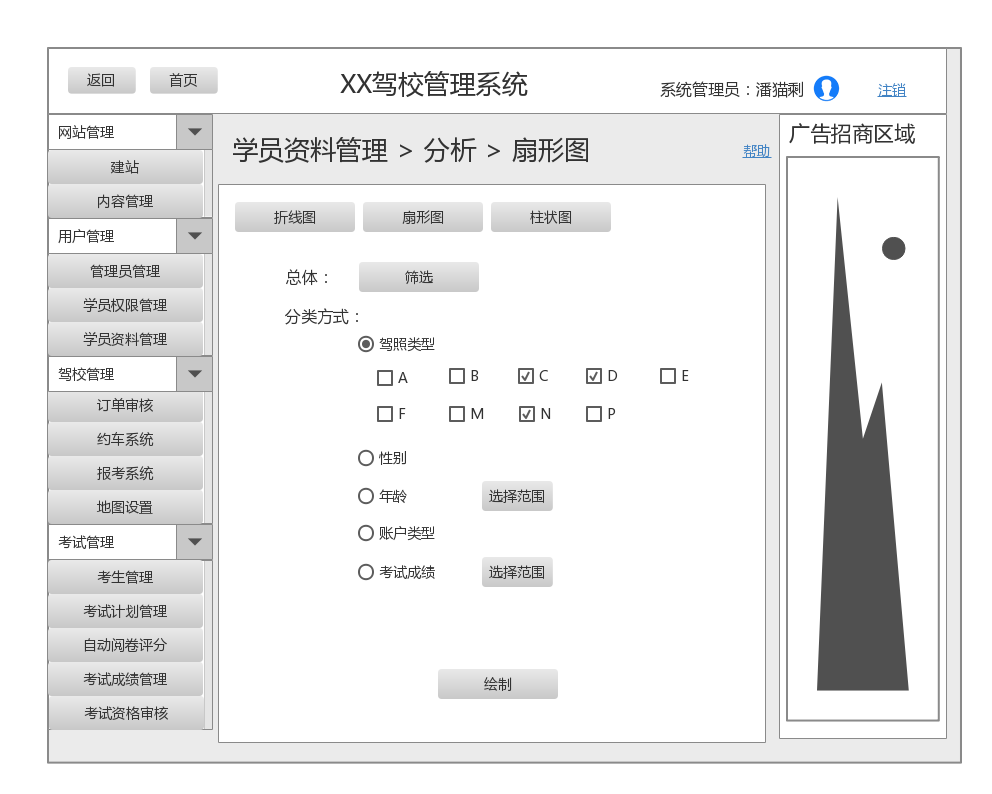 返回 首页 XX驾校管理系统 系统管理员：潘猫剩 注销
网站管理
建站
内容管理
用户管理
管理员管理
学员权限管理
学员资料管理
驾校管理
订单审核
约车系统
报考系统
地图设置
考试管理
考生管理
考试计划管理
自动阅卷评分
考试成绩管理
考试资格审核
学员资料管理 > 分析 > 扇形图 帮助
折线图 扇形图 柱状图
总体： 筛选
分类方式：
驾照类型
A B C D E
F M N P
性别
年龄 选择范围
账户类型
考试成绩 选择范围
绘制
广告招商区域